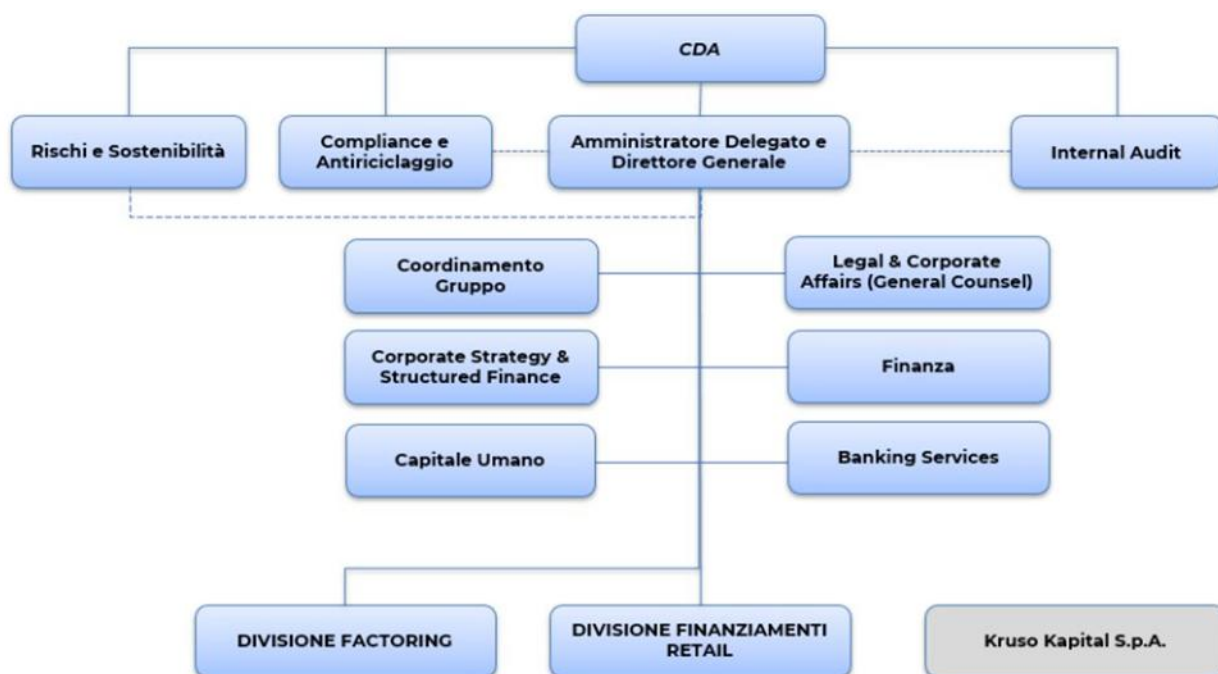 CDA
Rischi e Sostenibilità
Compliance e
Antiriciclaggio
Amministratore Delegato e
Direttore Generale
Internal Audit
Coordinamento
Gruppo
Legal & Corporate
Affairs (General Counsel)
Corporate Strategy &
Structured Finance
Finanza
Capitale Umano
Banking Services
DIVISIONE FACTORING
DIVISIONE FINANZIAMENTI
RETAIL
Kruso Kapital S.p.A.